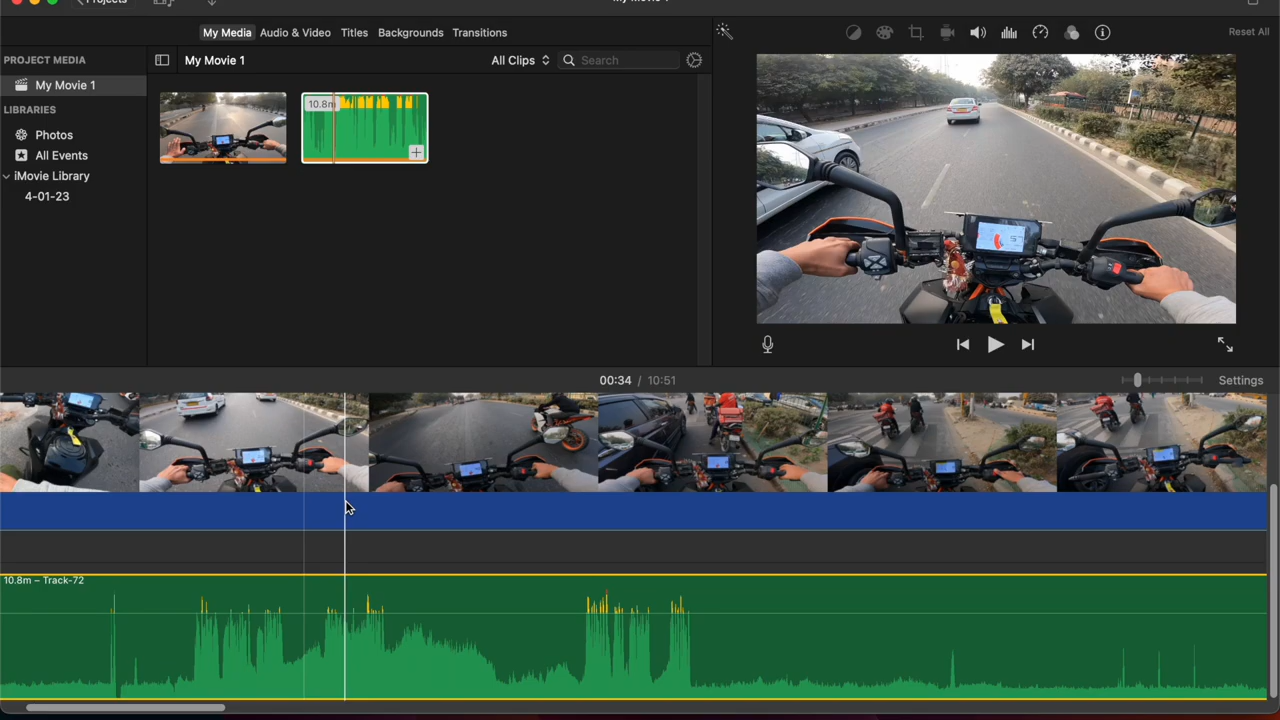 Projects
My Media Audio & Video Titles Backgrounds Transitions
Reset All
PROJECT MEDIA
My Movie 1
All Clips
Search
My Movie 1
LIBRARIES
Photos
All Events
iMovie Library
4-01-23
10.8m
00:34 / 10:51
Settings
10.8m – Track-72